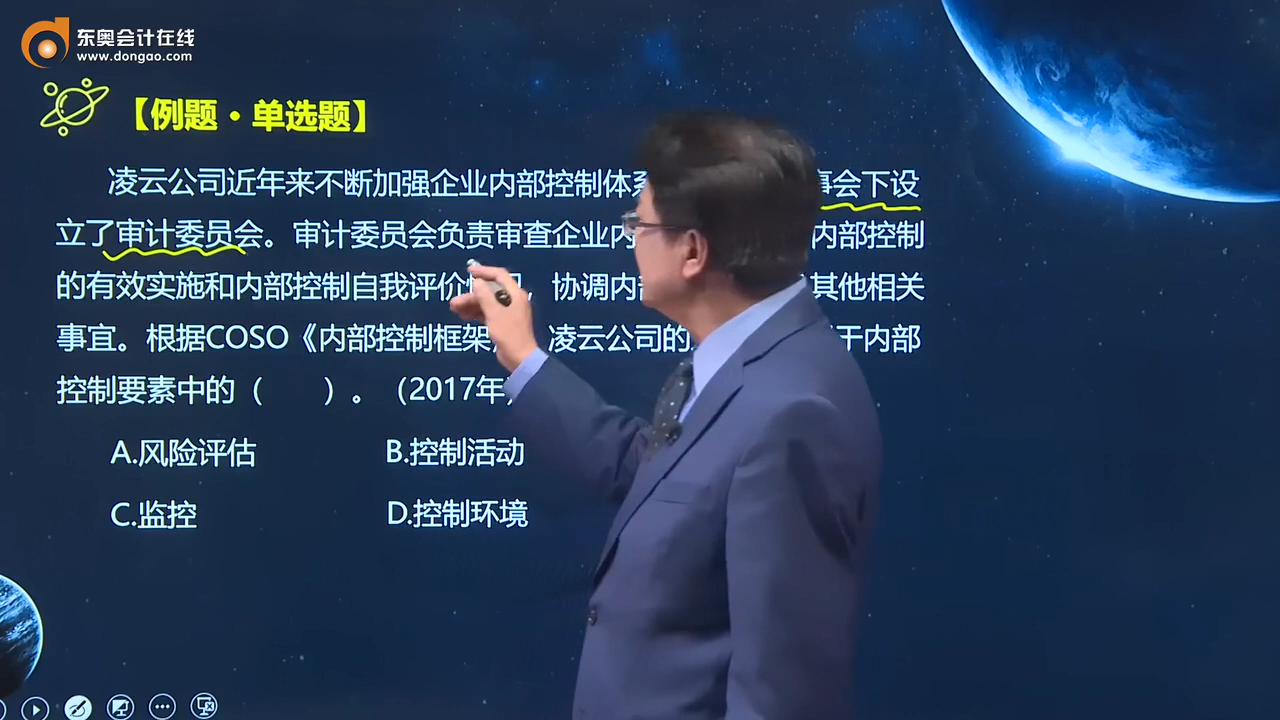 东奥会计在线
www.dongao.com
【例题·单选题】
凌云公司近年来不断加强企业内部控制体 事会下设
立了审计委员会。审计委员会负责审查企业内 内部控制
的有效实施和内部控制自我评价 ,协调内 其他相关
事宜。根据COSO《内部控制框架 凌云公司的 于内部
控制要素中的( )。(2017年
A.风险评估 B.控制活动
C.监控 D.控制环境